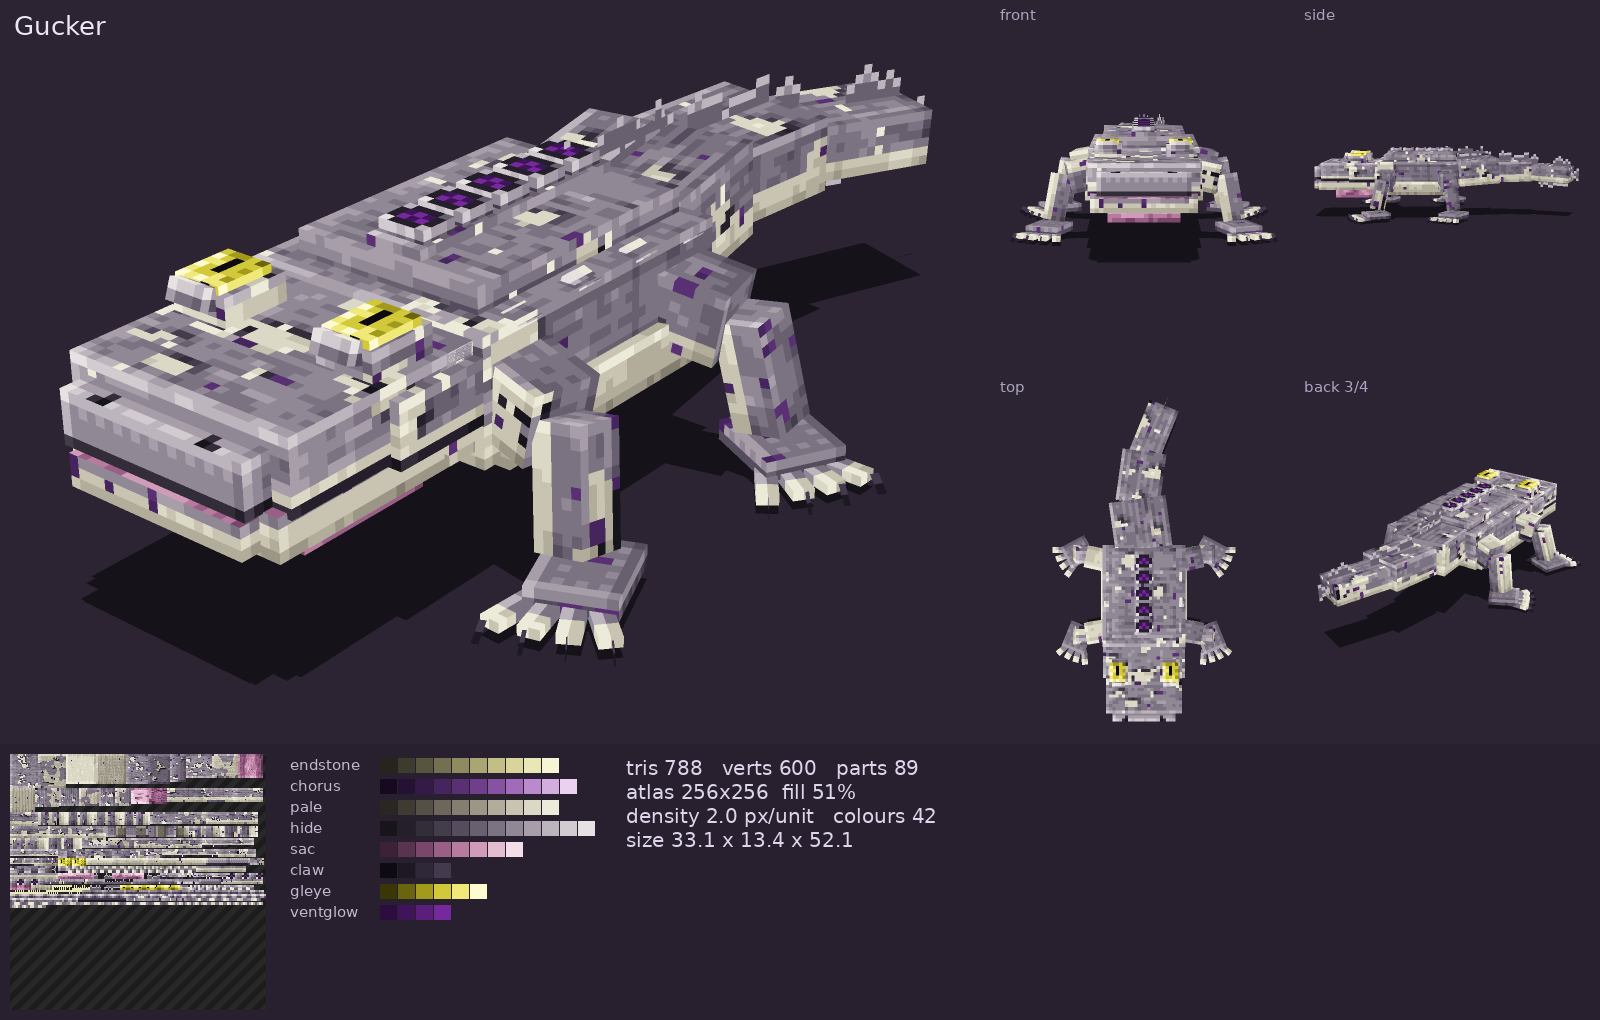 Gucker
front
side
top
back 3/4
endstone
chorus
pale
hide
sac
claw
gleye
ventglow
tris 788 verts 600 parts 89
atlas 256x256 fill 51%
density 2.0 px/unit colours 42
size 33.1 x 13.4 x 52.1